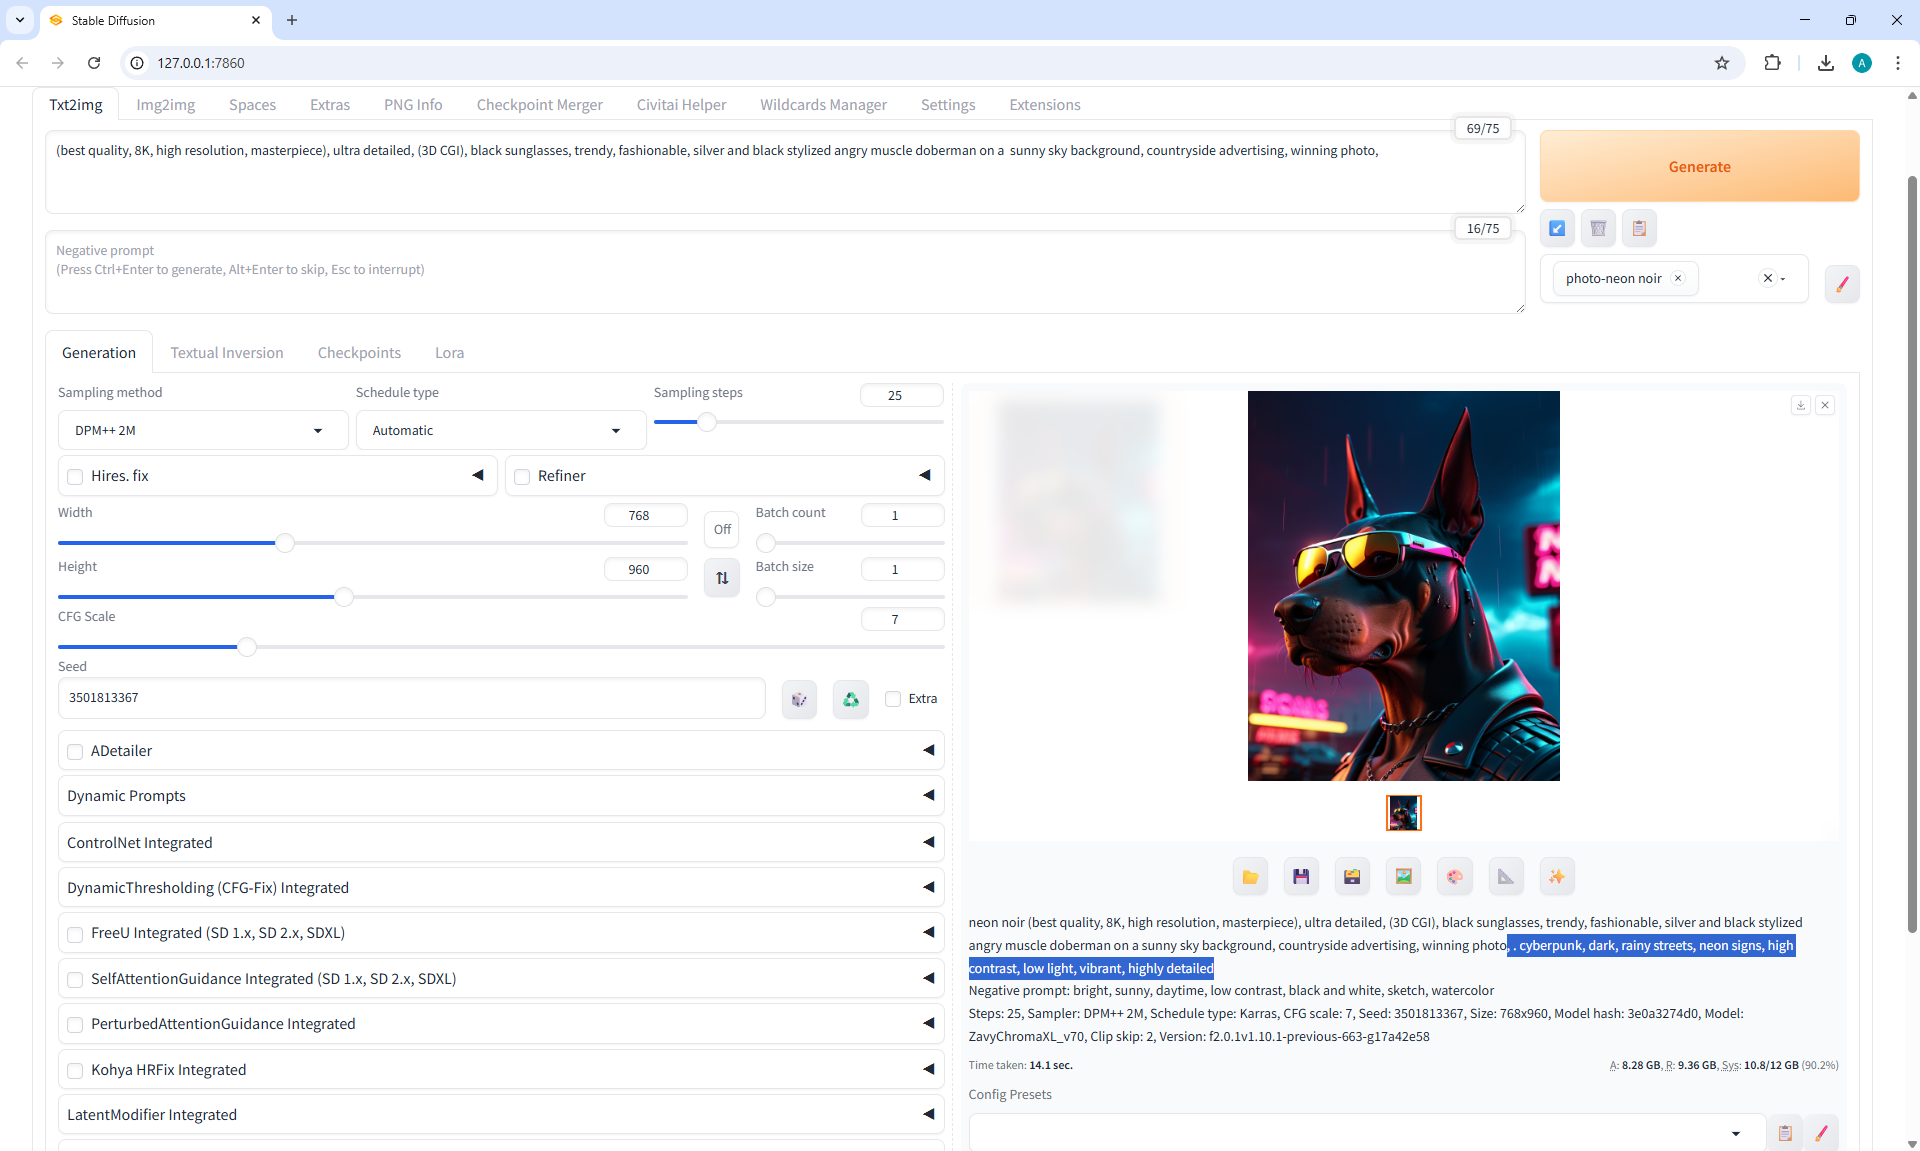 Stable Diffusion
127.0.0.1:7860
A
Txt2img Img2img Spaces Extras PNG Info Checkpoint Merger Civitai Helper Wildcards Manager Settings Extensions
69/75
(best quality, 8K, high resolution, masterpiece), ultra detailed, (3D CGI), black sunglasses, trendy, fashionable, silver and black stylized angry muscle doberman on a sunny sky background, countryside advertising, winning photo,
Generate
16/75
Negative prompt
(Press Ctrl+Enter to generate, Alt+Enter to skip, Esc to interrupt)
photo-neon noir
Generation Textual Inversion Checkpoints Lora
Sampling method Schedule type Sampling steps 25
DPM++ 2M Automatic
Hires. fix Refiner
Width 768 Off Batch count 1
Height 960 Batch size 1
CFG Scale 7
Seed
3501813367 Extra
ADetailer
Dynamic Prompts
ControlNet Integrated
DynamicThresholding (CFG-Fix) Integrated
FreeU Integrated (SD 1.x, SD 2.x, SDXL)
SelfAttentionGuidance Integrated (SD 1.x, SD 2.x, SDXL)
PerturbedAttentionGuidance Integrated
Kohya HRFix Integrated
LatentModifier Integrated
neon noir (best quality, 8K, high resolution, masterpiece), ultra detailed, (3D CGI), black sunglasses, trendy, fashionable, silver and black stylized
angry muscle doberman on a sunny sky background, countryside advertising, winning photo, . cyberpunk, dark, rainy streets, neon signs, high
contrast, low light, vibrant, highly detailed
Negative prompt: bright, sunny, daytime, low contrast, black and white, sketch, watercolor
Steps: 25, Sampler: DPM++ 2M, Schedule type: Karras, CFG scale: 7, Seed: 3501813367, Size: 768x960, Model hash: 3e0a3274d0, Model:
ZavyChromaXL_v70, Clip skip: 2, Version: f2.0.1v1.10.1-previous-663-g17a42e58
Time taken: 14.1 sec.
A: 8.28 GB, R: 9.36 GB, Sys: 10.8/12 GB (90.2%)
Config Presets